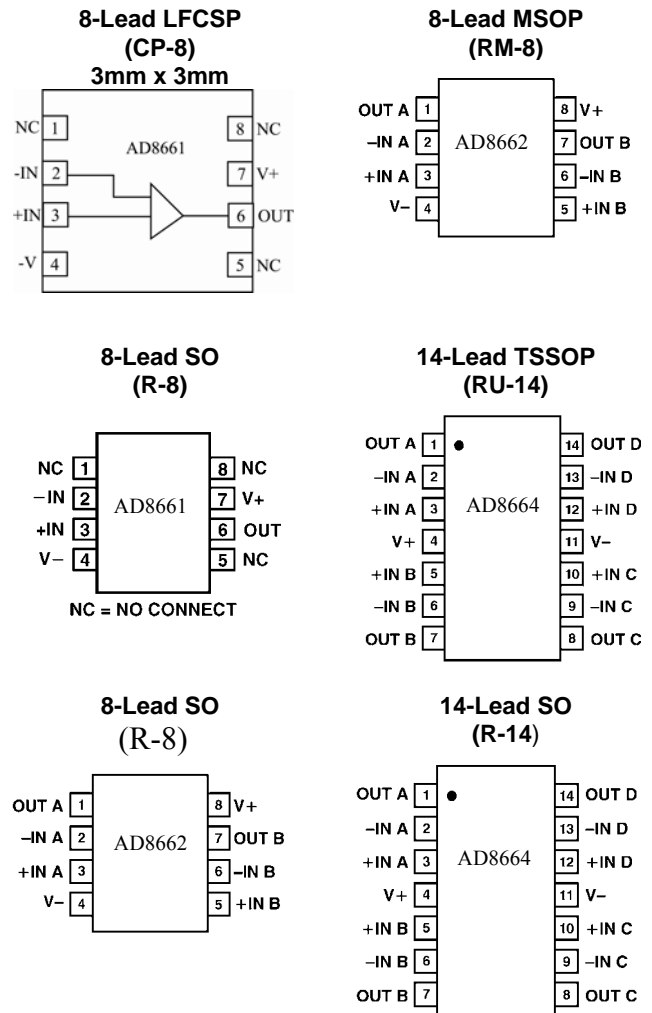 8-Lead LFCSP
(CP-8)
3mm x 3mm
AD8661
NC 1
8 NC
-IN 2
7 V+
+IN 3
6 OUT
-V 4
5 NC
8-Lead MSOP
(RM-8)
AD8662
OUT A 1
8 V+
–IN A 2
7 OUT B
+IN A 3
6 –IN B
V– 4
5 +IN B
8-Lead SO
(R-8)
AD8661
NC 1
8 NC
–IN 2
7 V+
+IN 3
6 OUT
V– 4
5 NC
NC = NO CONNECT
14-Lead TSSOP
(RU-14)
AD8664
OUT A 1
14 OUT D
–IN A 2
13 –IN D
+IN A 3
12 +IN D
V+ 4
11 V–
+IN B 5
10 +IN C
–IN B 6
9 –IN C
OUT B 7
8 OUT C
8-Lead SO
(R-8)
AD8662
OUT A 1
8 V+
–IN A 2
7 OUT B
+IN A 3
6 –IN B
V– 4
5 +IN B
14-Lead SO
(R-14)
AD8664
OUT A 1
14 OUT D
–IN A 2
13 –IN D
+IN A 3
12 +IN D
V+ 4
11 V–
+IN B 5
10 +IN C
–IN B 6
9 –IN C
OUT B 7
8 OUT C